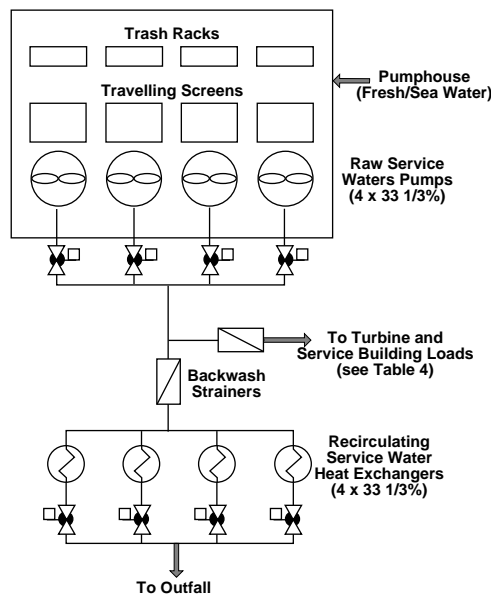 Trash Racks
Travelling Screens
Pumphouse
(Fresh/Sea Water)
Raw Service
Waters Pumps
(4 x 33 1/3%)
To Turbine and
Service Building Loads
(see Table 4)
Backwash
Strainers
Recirculating
Service Water
Heat Exchangers
(4 x 33 1/3%)
To Outfall